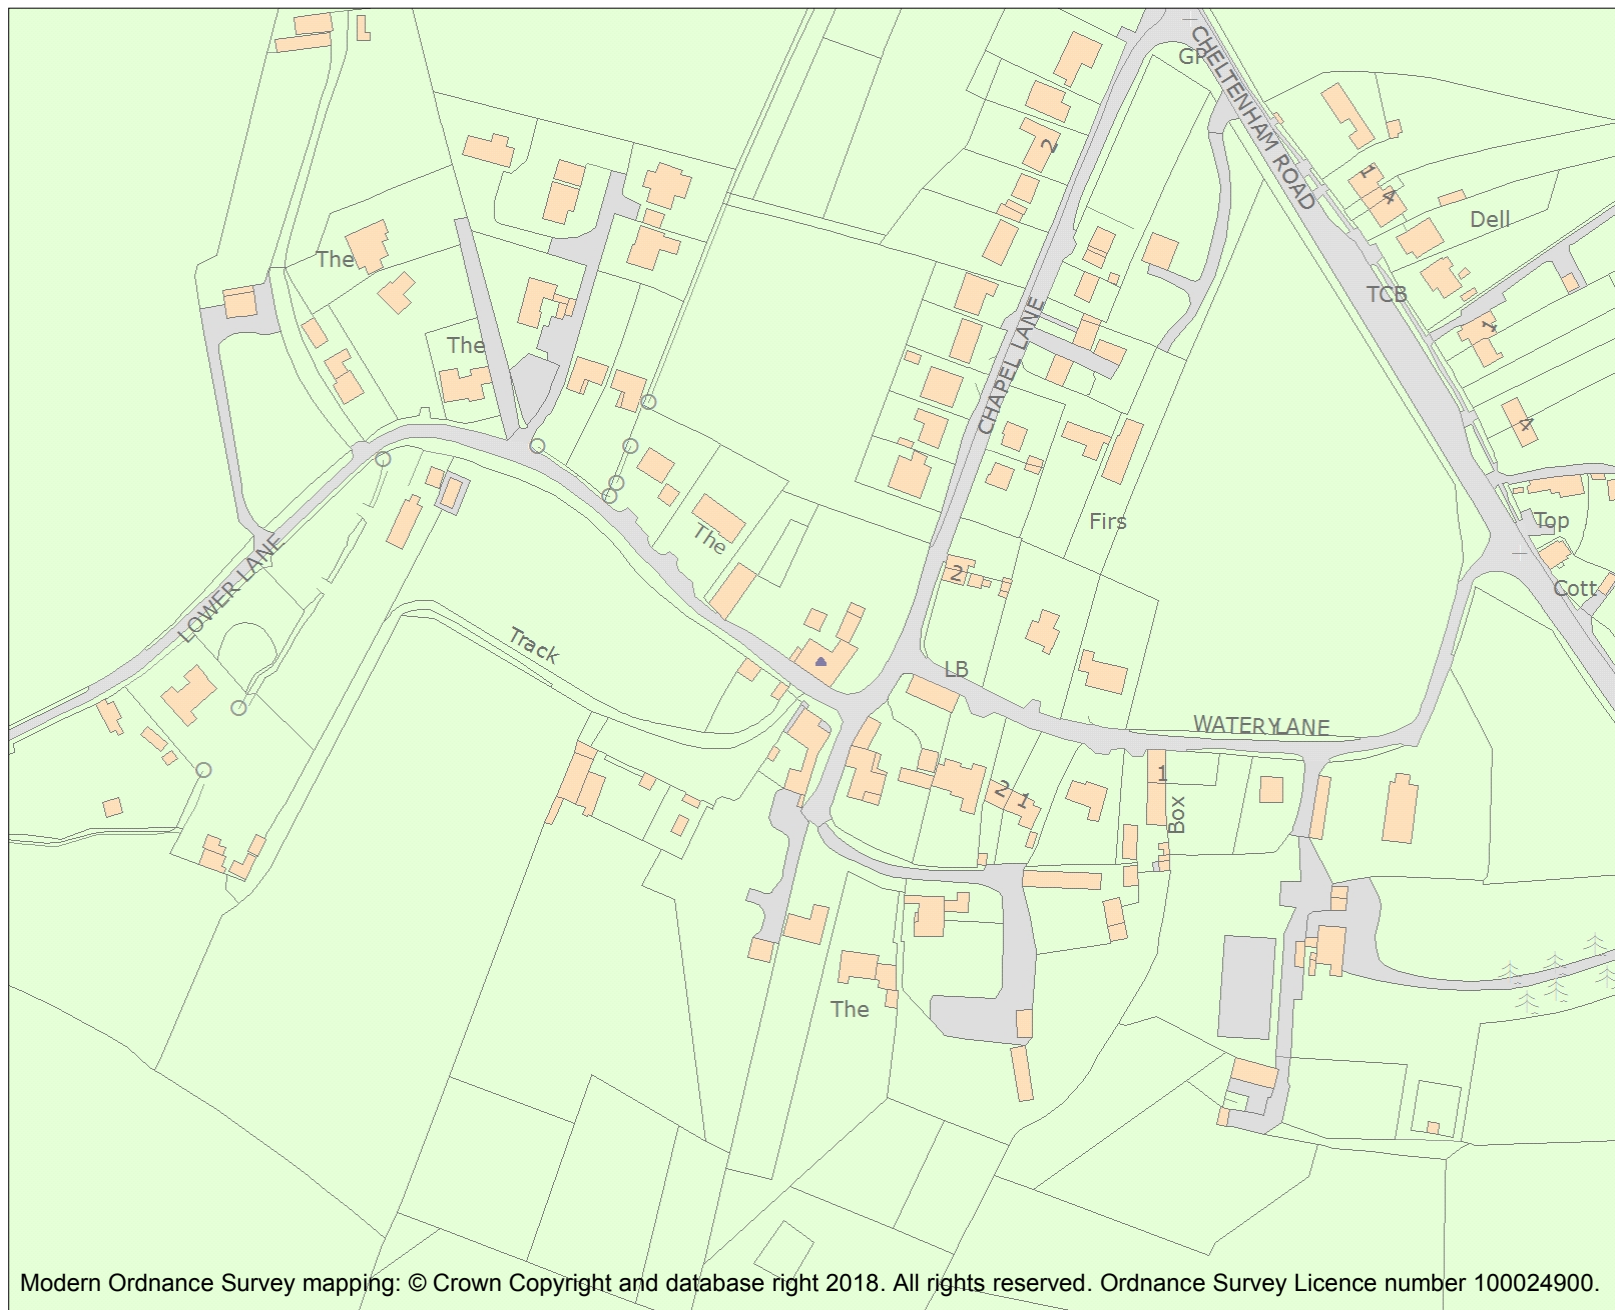 GP
CHELTENHAM ROAD
2
1
4
Dell
The
TCB
1
The
CHAPEL LANE
4
Firs
Top
The
2
Cott
LOWER LANE
Track
LB
WATERY LANE
1
2
1
Box
The
Modern Ordnance Survey mapping: © Crown Copyright and database right 2018. All rights reserved. Ordnance Survey Licence number 100024900.